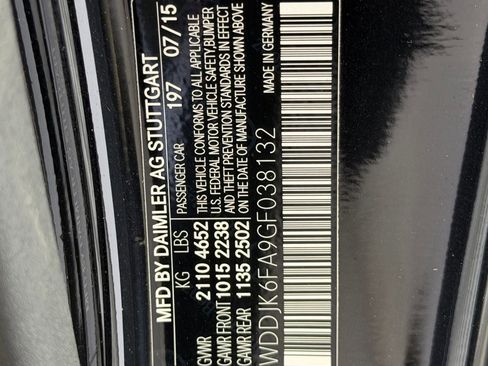 MFD BY DAIMLER AG STUTTGART
197 07/15
KG LBS PASSENGER CAR
GVWR 2110 4652 THIS VEHICLE CONFORMS TO ALL APPLICABLE
GAWR FRONT 1015 2238 U.S. FEDERAL MOTOR VEHICLE SAFETY, BUMPER
GAWR REAR 1135 2502 AND THEFT PREVENTION STANDARDS IN EFFECT
ON THE DATE OF MANUFACTURE SHOWN ABOVE
MADE IN GERMANY
WDDJK6FA9GF038132